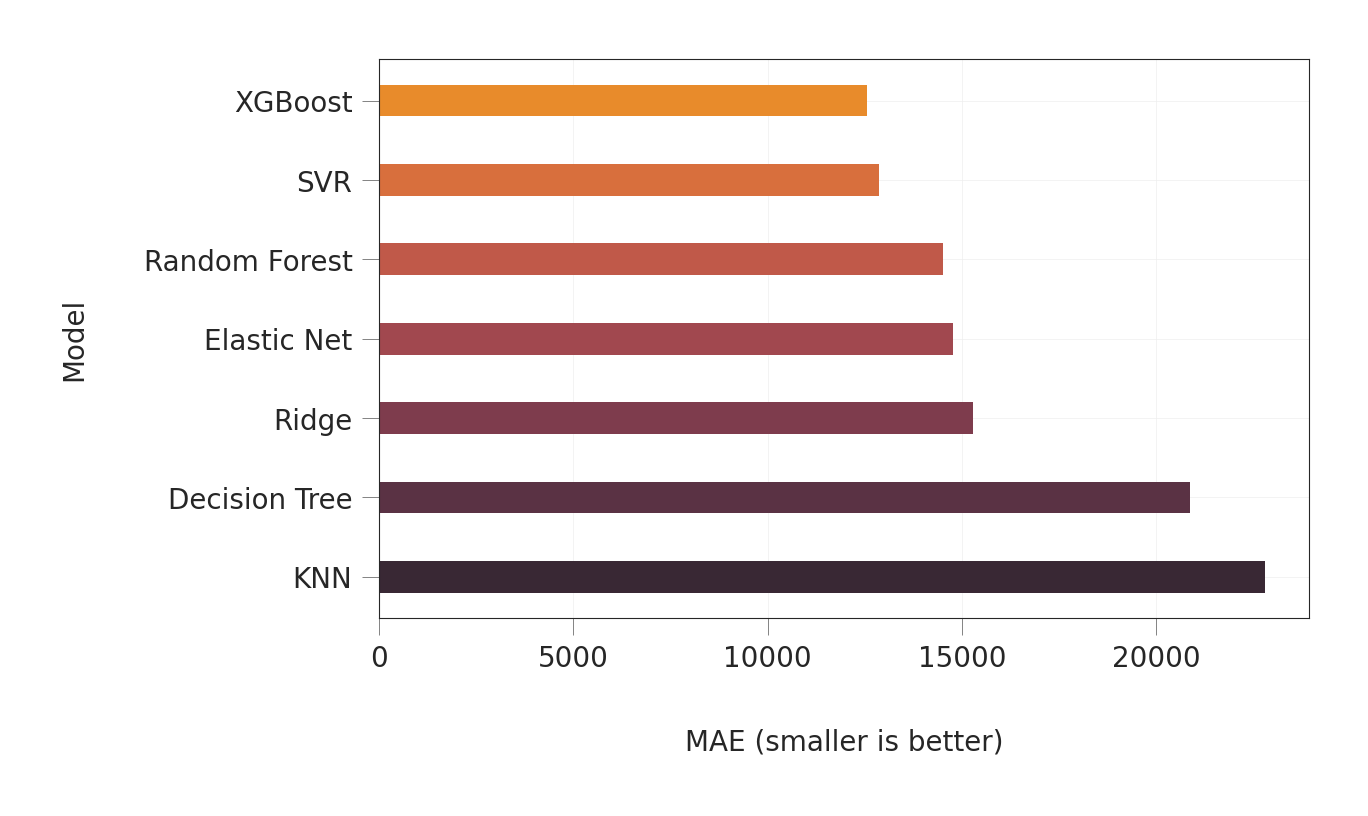 XGBoost
SVR
Random Forest
Elastic Net
Ridge
Decision Tree
KNN
Model
0 5000 10000 15000 20000
MAE (smaller is better)